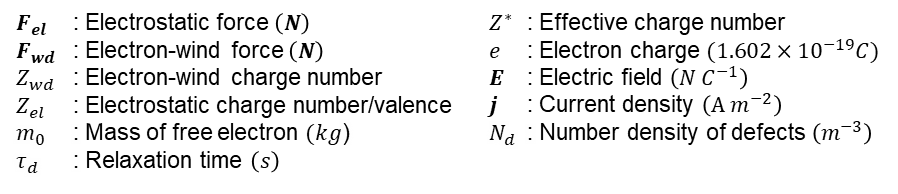 F_el : Electrostatic force (N)
F_wd : Electron-wind force (N)
Z_wd : Electron-wind charge number
Z_el : Electrostatic charge number/valence
m_0 : Mass of free electron (kg)
τ_d : Relaxation time (s)
Z* : Effective charge number
e : Electron charge (1.602 × 10^−19 C)
E : Electric field (N C^−1)
j : Current density (A m^−2)
N_d : Number density of defects (m^−3)